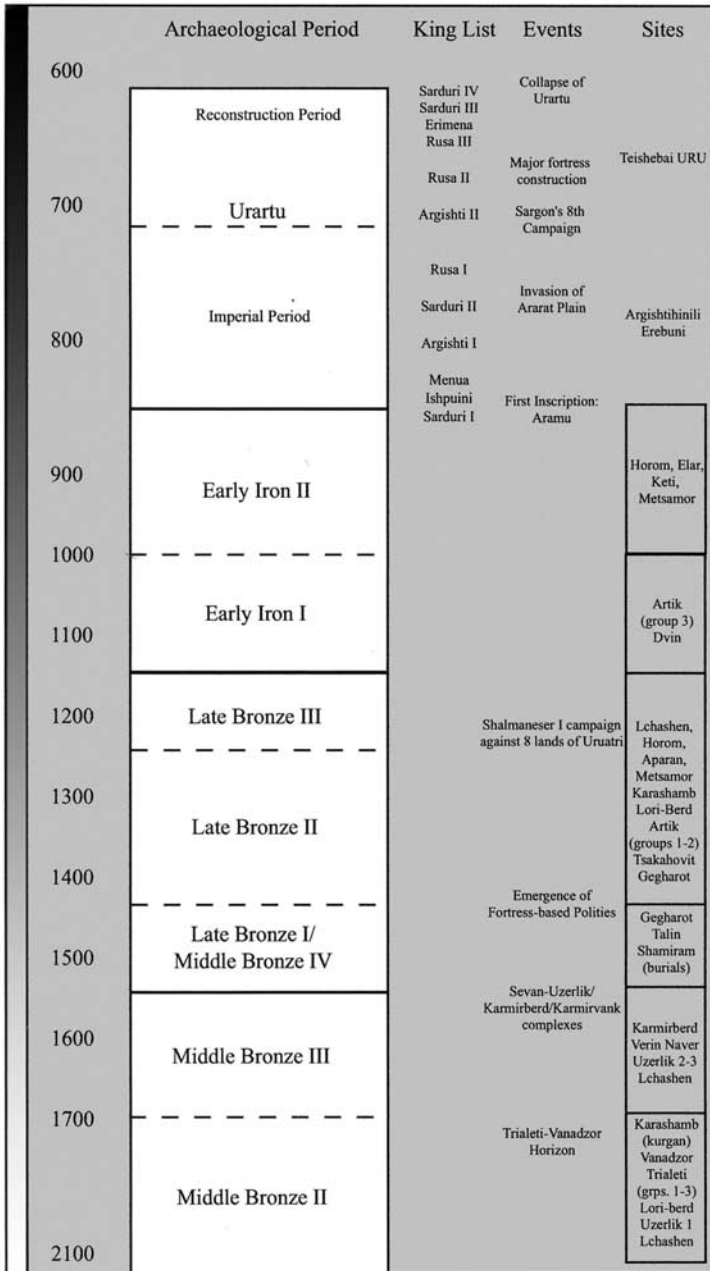 Archaeological Period
King List
Events
Sites
600
700
800
900
1000
1100
1200
1300
1400
1500
1600
1700
2100
Reconstruction Period
Urartu
Imperial Period
Early Iron II
Early Iron I
Late Bronze III
Late Bronze II
Late Bronze I/
Middle Bronze IV
Middle Bronze III
Middle Bronze II
Sarduri IV
Sarduri III
Erimena
Rusa III
Rusa II
Argishti II
Rusa I
Sarduri II
Argishti I
Menua
Ishpuini
Sarduri I
Collapse of
Urartu
Major fortress
construction
Sargon's 8th
Campaign
Invasion of
Ararat Plain
First Inscription:
Aramu
Shalmaneser I campaign
against 8 lands of Uruatri
Emergence of
Fortress-based Polities
Sevan-Uzerlik/
Karmirberd/Karmirvank
complexes
Trialeti-Vanadzor
Horizon
Teishebai URU
Argishtihinili
Erebuni
Horom, Elar,
Keti,
Metsamor
Artik
(group 3)
Dvin
Lchashen,
Horom,
Aparan,
Metsamor
Karashamb
Lori-Berd
Artik
(groups 1-2)
Tsakahovit
Gegharot
Gegharot
Talin
Shamiram
(burials)
Karmirberd
Verin Naver
Uzerlik 2-3
Lchashen
Karashamb
(kurgan)
Vanadzor
Trialeti
(grps. 1-3)
Lori-berd
Uzerlik 1
Lchashen